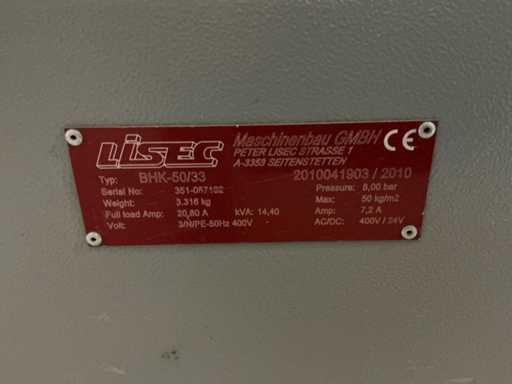 LiSEC Maschinenbau GMBH CE
PETER LISEC STRASSE 1
A-3353 SEITENSTETTEN
Typ: BHK-50/33 2010041903 / 2010
Serial No: Pressure: 8,00 bar
Weight: 3.316 kg Max: 50 kg/m2
Full load Amp: 20,80 A kVA: 14,40 Amp: 7,2 A
Volt: 3/N/PE-50Hz 400V AC/DC: 400V / 24V